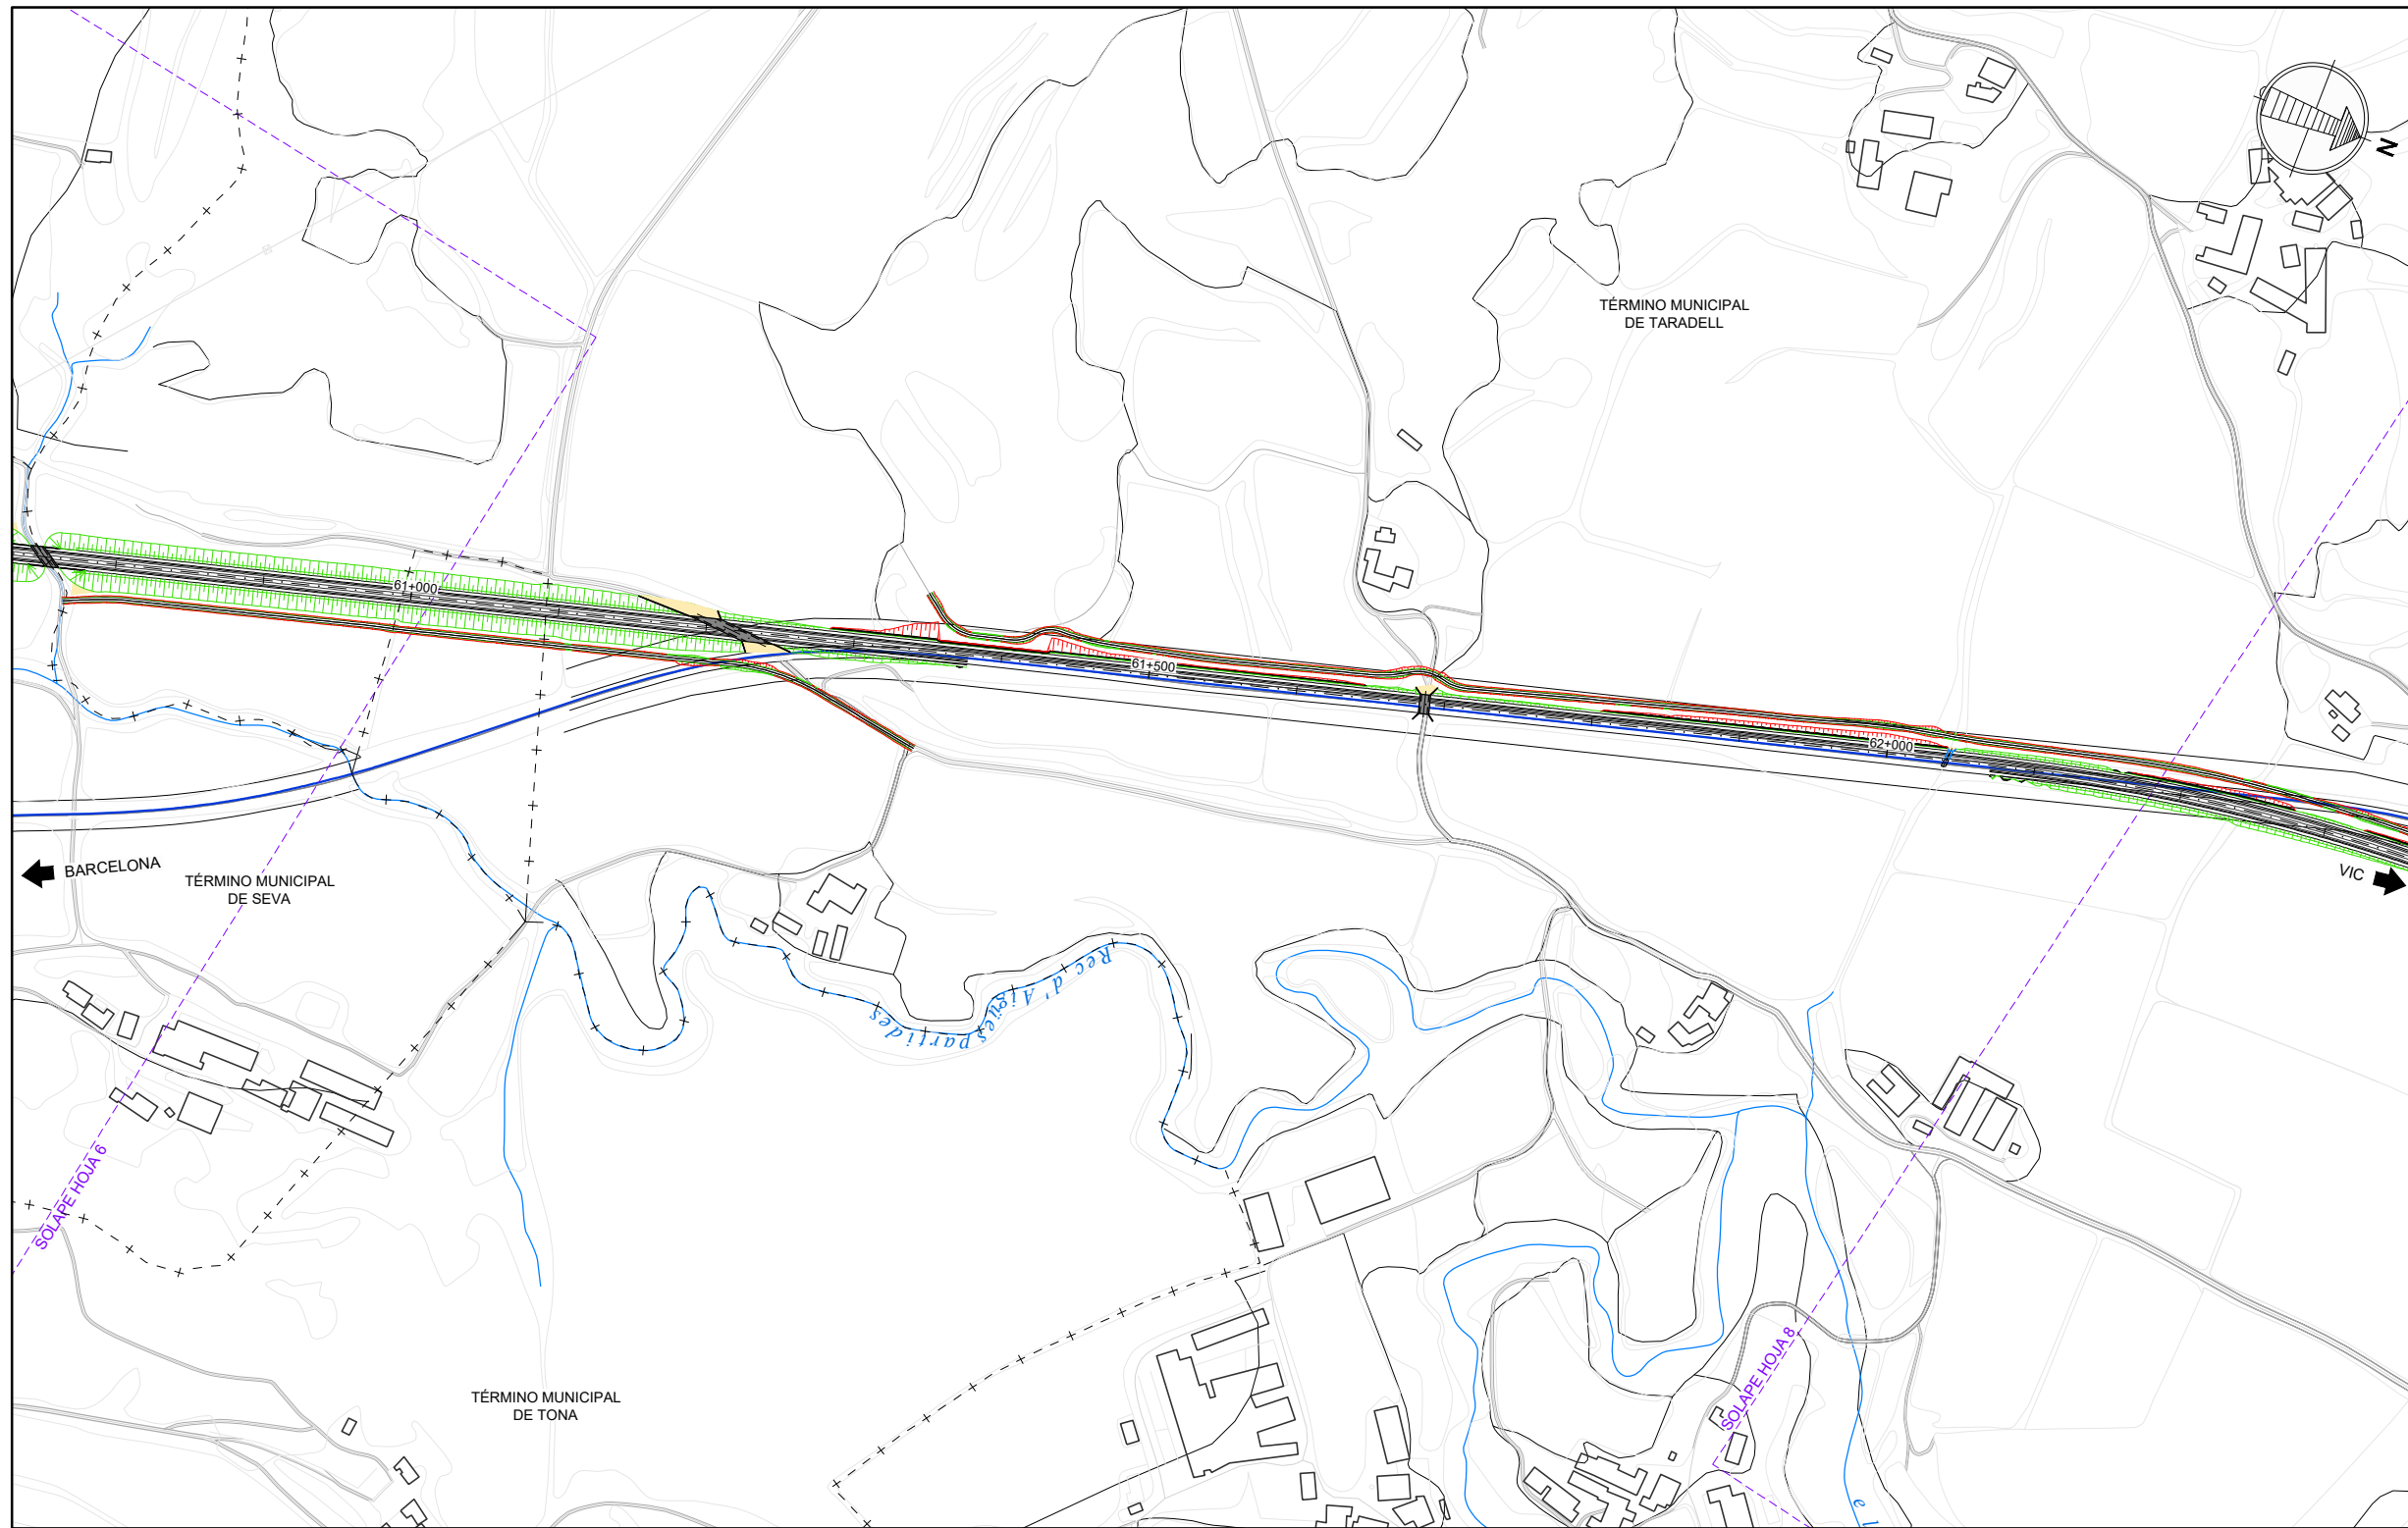 N
TÉRMINO MUNICIPAL
DE TARADELL
61+000
61+500
62+000
BARCELONA
VIC
TÉRMINO MUNICIPAL
DE SEVA
Rec d'Aigües partides
SOLAPE HOJA 6
SOLAPE HOJA 8
TÉRMINO MUNICIPAL
DE TONA
el